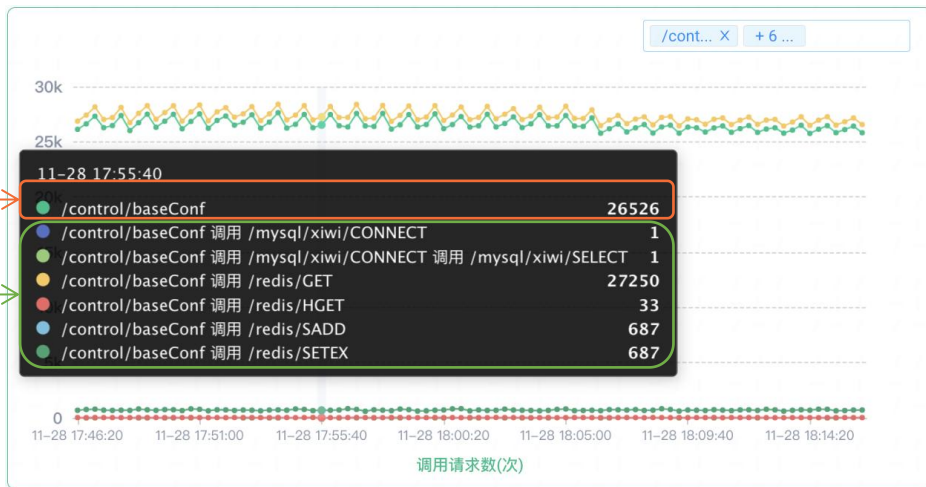 /cont... × + 6 ...
30k
25k
11-28 17:55:40
20k
/control/baseConf 26526
/control/baseConf 调用 /mysql/xiwi/CONNECT 1
/control/baseConf 调用 /mysql/xiwi/CONNECT 调用 /mysql/xiwi/SELECT 1
/control/baseConf 调用 /redis/GET 27250
/control/baseConf 调用 /redis/HGET 33
/control/baseConf 调用 /redis/SADD 687
/control/baseConf 调用 /redis/SETEX 687
0
11-28 17:46:20 11-28 17:51:00 11-28 17:55:40 11-28 18:00:20 11-28 18:05:00 11-28 18:09:40 11-28 18:14:20
调用请求数(次)